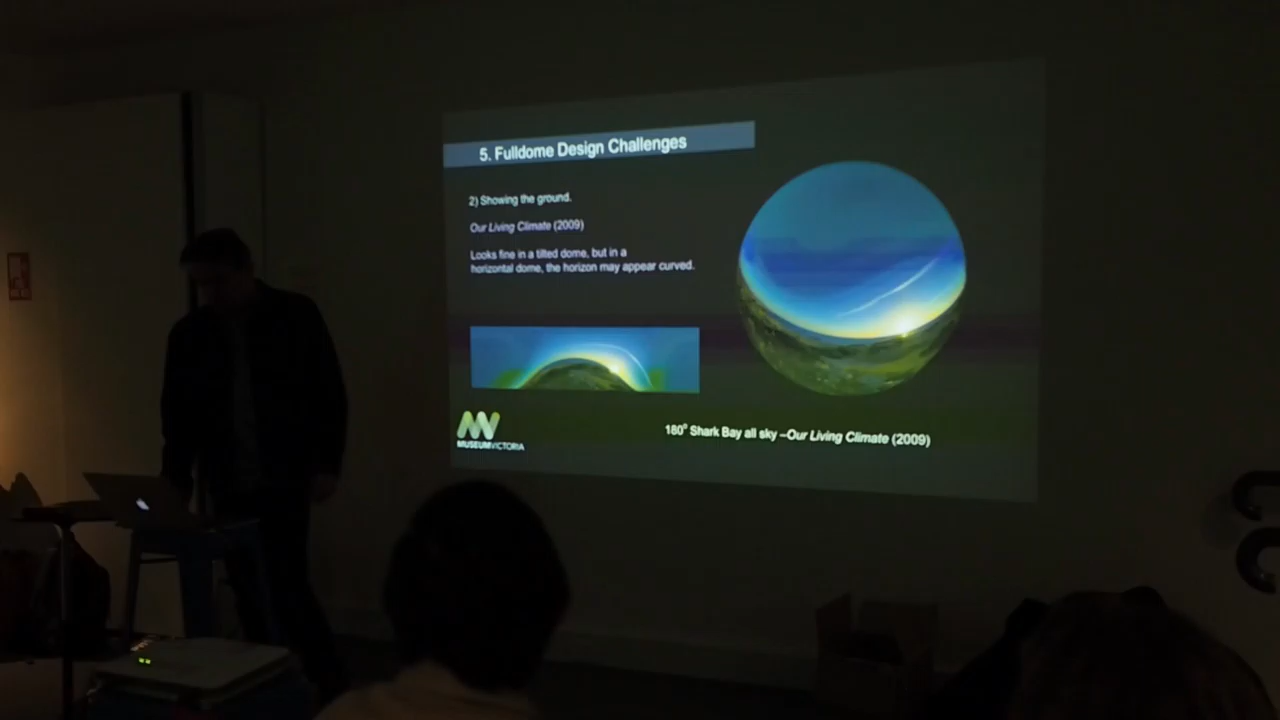 5. Fulldome Design Challenges
2) Showing the ground.
Our Living Climate (2009)
Looks fine in a tilted dome, but in a
horizontal dome, the horizon may appear curved.
MUSEUMVICTORIA
180° Shark Bay all sky –Our Living Climate (2009)